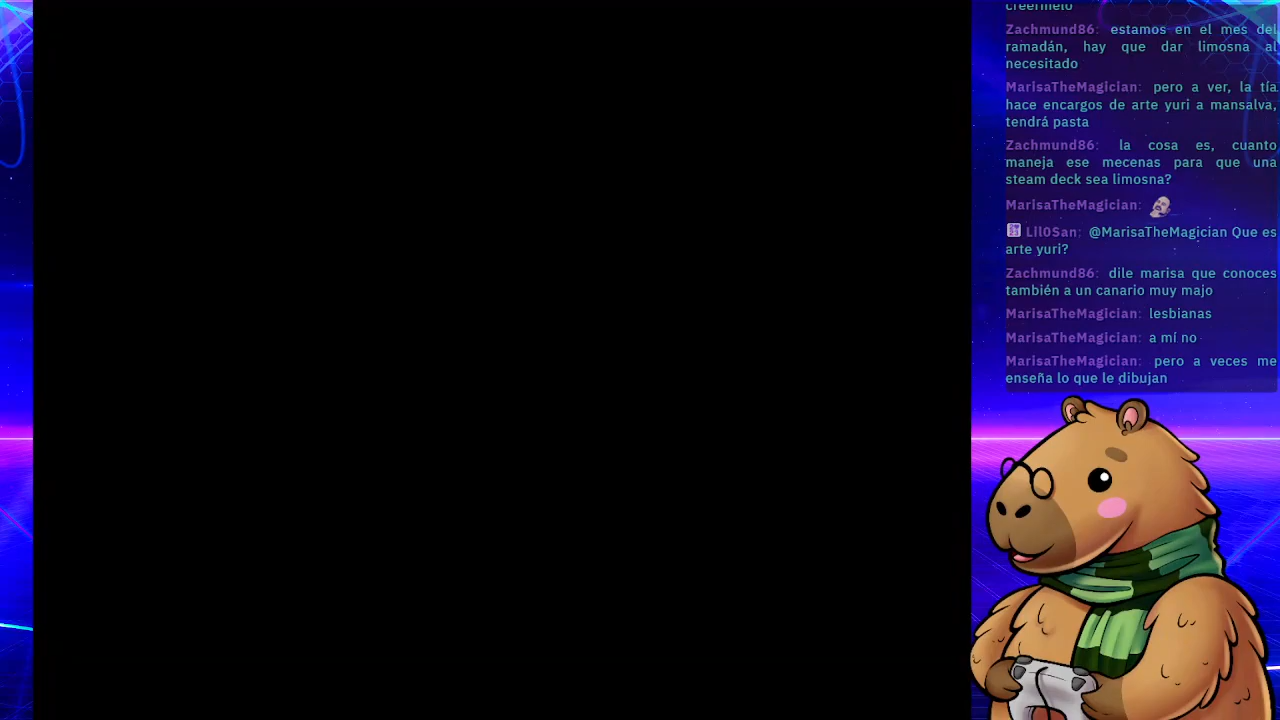 creérmelo
Zachmund86: estamos en el mes del
ramadán, hay que dar limosna al
necesitado
MarisaTheMagician: pero a ver, la tía
hace encargos de arte yuri a mansalva,
tendrá pasta
Zachmund86: la cosa es, cuanto
maneja ese mecenas para que una
steam deck sea limosna?
MarisaTheMagician:
Lil0San: @MarisaTheMagician Que es
arte yuri?
Zachmund86: dile marisa que conoces
también a un canario muy majo
MarisaTheMagician: lesbianas
MarisaTheMagician: a mí no
MarisaTheMagician: pero a veces me
enseña lo que le dibujan